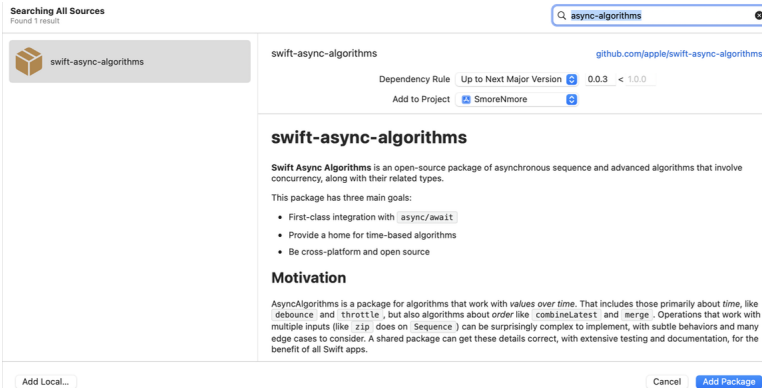 Searching All Sources
Found 1 result
async-algorithms
swift-async-algorithms
swift-async-algorithms
github.com/apple/swift-async-algorithms
Dependency Rule Up to Next Major Version 0.0.3 < 1.0.0
Add to Project SmoreNmore
swift-async-algorithms
Swift Async Algorithms is an open-source package of asynchronous sequence and advanced algorithms that involve
concurrency, along with their related types.
This package has three main goals:
• First-class integration with async/await
• Provide a home for time-based algorithms
• Be cross-platform and open source
Motivation
AsyncAlgorithms is a package for algorithms that work with values over time. That includes those primarily about time, like
debounce and throttle, but also algorithms about order like combineLatest and merge. Operations that work with
multiple inputs (like zip does on Sequence) can be surprisingly complex to implement, with subtle behaviors and many
edge cases to consider. A shared package can get these details correct, with extensive testing and documentation, for the
benefit of all Swift apps.
Add Local...
Cancel
Add Package